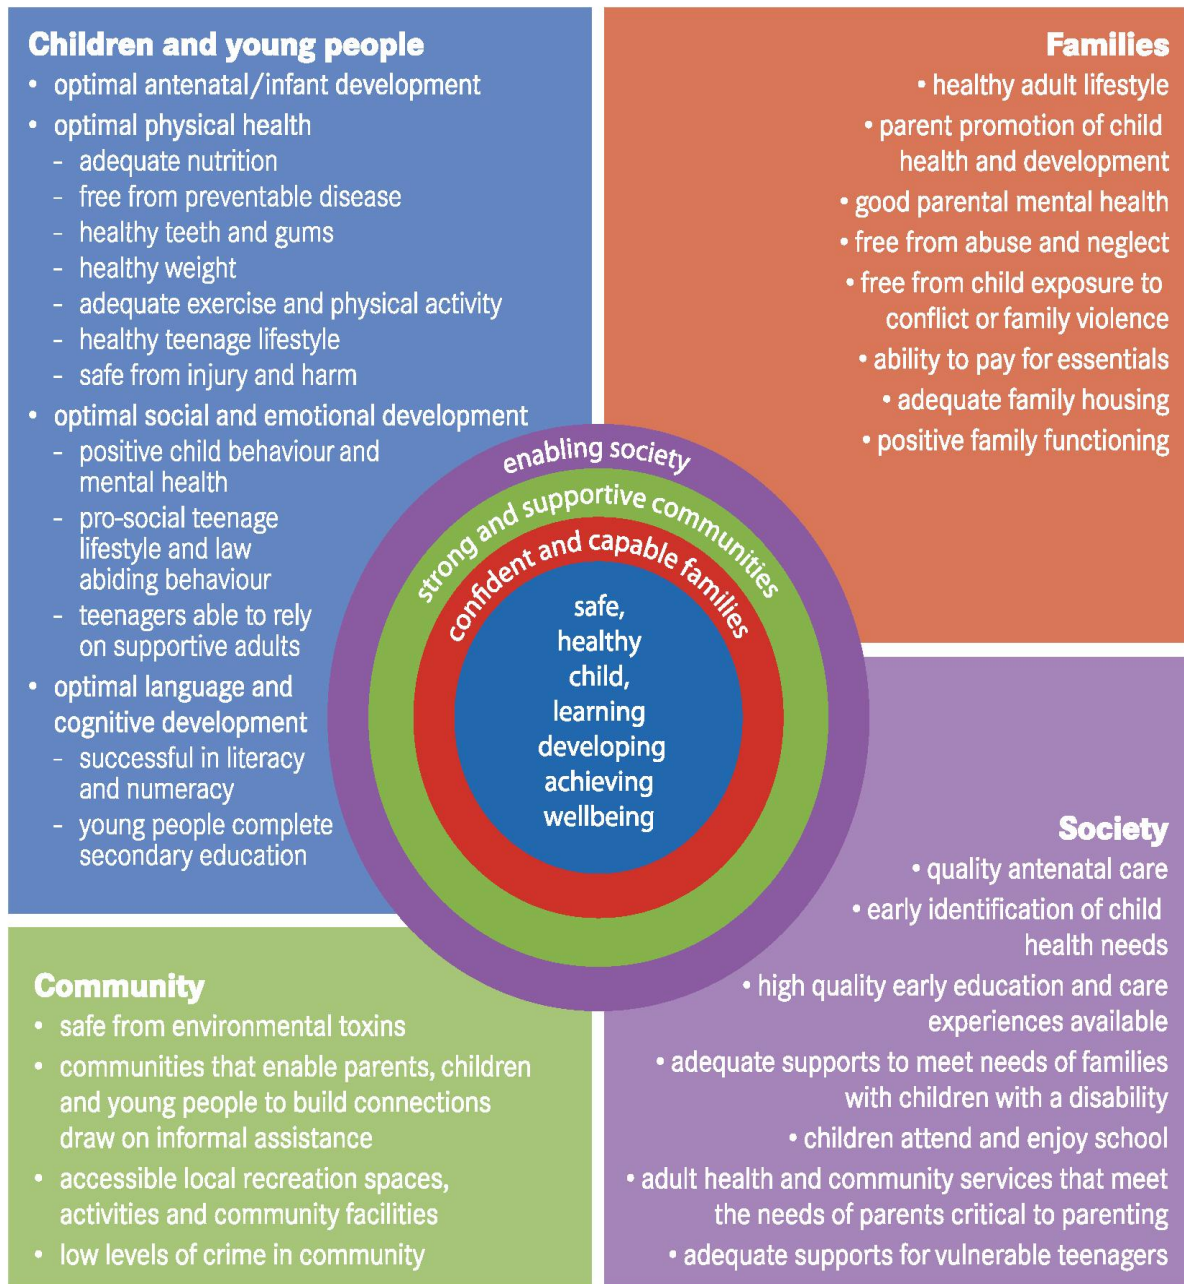 Children and young people
• optimal antenatal/infant development
• optimal physical health
- adequate nutrition
- free from preventable disease
- healthy teeth and gums
- healthy weight
- adequate exercise and physical activity
- healthy teenage lifestyle
- safe from injury and harm
• optimal social and emotional development
- positive child behaviour and
mental health
- pro-social teenage
lifestyle and law
abiding behaviour
- teenagers able to rely
on supportive adults
• optimal language and
cognitive development
- successful in literacy
and numeracy
- young people complete
secondary education
Families
• healthy adult lifestyle
• parent promotion of child
health and development
• good parental mental health
• free from abuse and neglect
• free from child exposure to
conflict or family violence
• ability to pay for essentials
• adequate family housing
• positive family functioning
enabling society
strong and supportive communities
confident and capable families
safe,
healthy
child,
learning
developing
achieving
wellbeing
Community
• safe from environmental toxins
• communities that enable parents, children
and young people to build connections
draw on informal assistance
• accessible local recreation spaces,
activities and community facilities
• low levels of crime in community
Society
• quality antenatal care
• early identification of child
health needs
• high quality early education and care
experiences available
• adequate supports to meet needs of families
with children with a disability
• children attend and enjoy school
• adult health and community services that meet
the needs of parents critical to parenting
• adequate supports for vulnerable teenagers